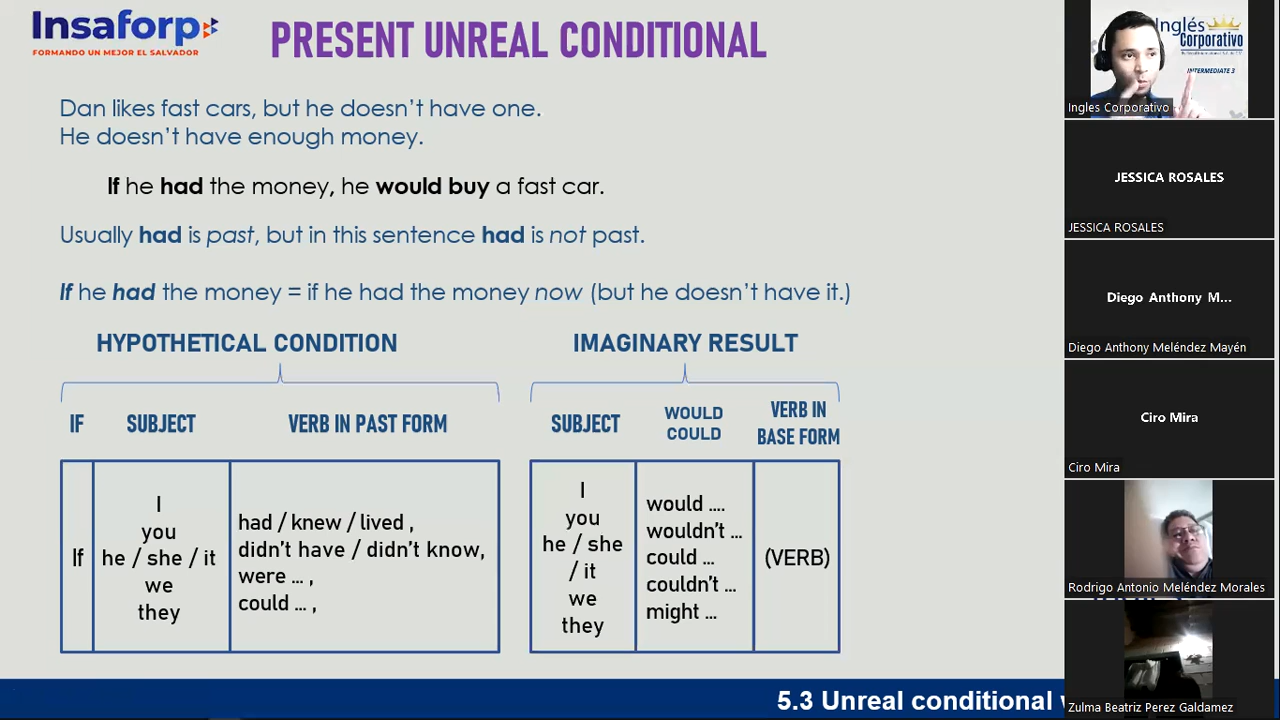 Insaforp
FORMANDO UN MEJOR EL SALVADOR
PRESENT UNREAL CONDITIONAL
Dan likes fast cars, but he doesn’t have one.
He doesn’t have enough money.
If he had the money, he would buy a fast car.
Usually had is past, but in this sentence had is not past.
If he had the money = if he had the money now (but he doesn’t have it.)
HYPOTHETICAL CONDITION
IF
SUBJECT
VERB IN PAST FORM
If
I
you
he / she / it
we
they
had / knew / lived ,
didn’t have / didn’t know,
were ... ,
could ... ,
IMAGINARY RESULT
SUBJECT
WOULD
COULD
VERB IN
BASE FORM
I
you
he / she
/ it
we
they
would ....
wouldn’t ...
could ...
couldn’t ...
might ...
(VERB)
5.3 Unreal conditional
Inglés
Corporativo
INTERMEDIATE 3
Ingles Corporativo
JESSICA ROSALES
JESSICA ROSALES
Diego Anthony M...
Diego Anthony Meléndez Mayén
Ciro Mira
Ciro Mira
Rodrigo Antonio Meléndez Morales
Zulma Beatriz Perez Galdamez